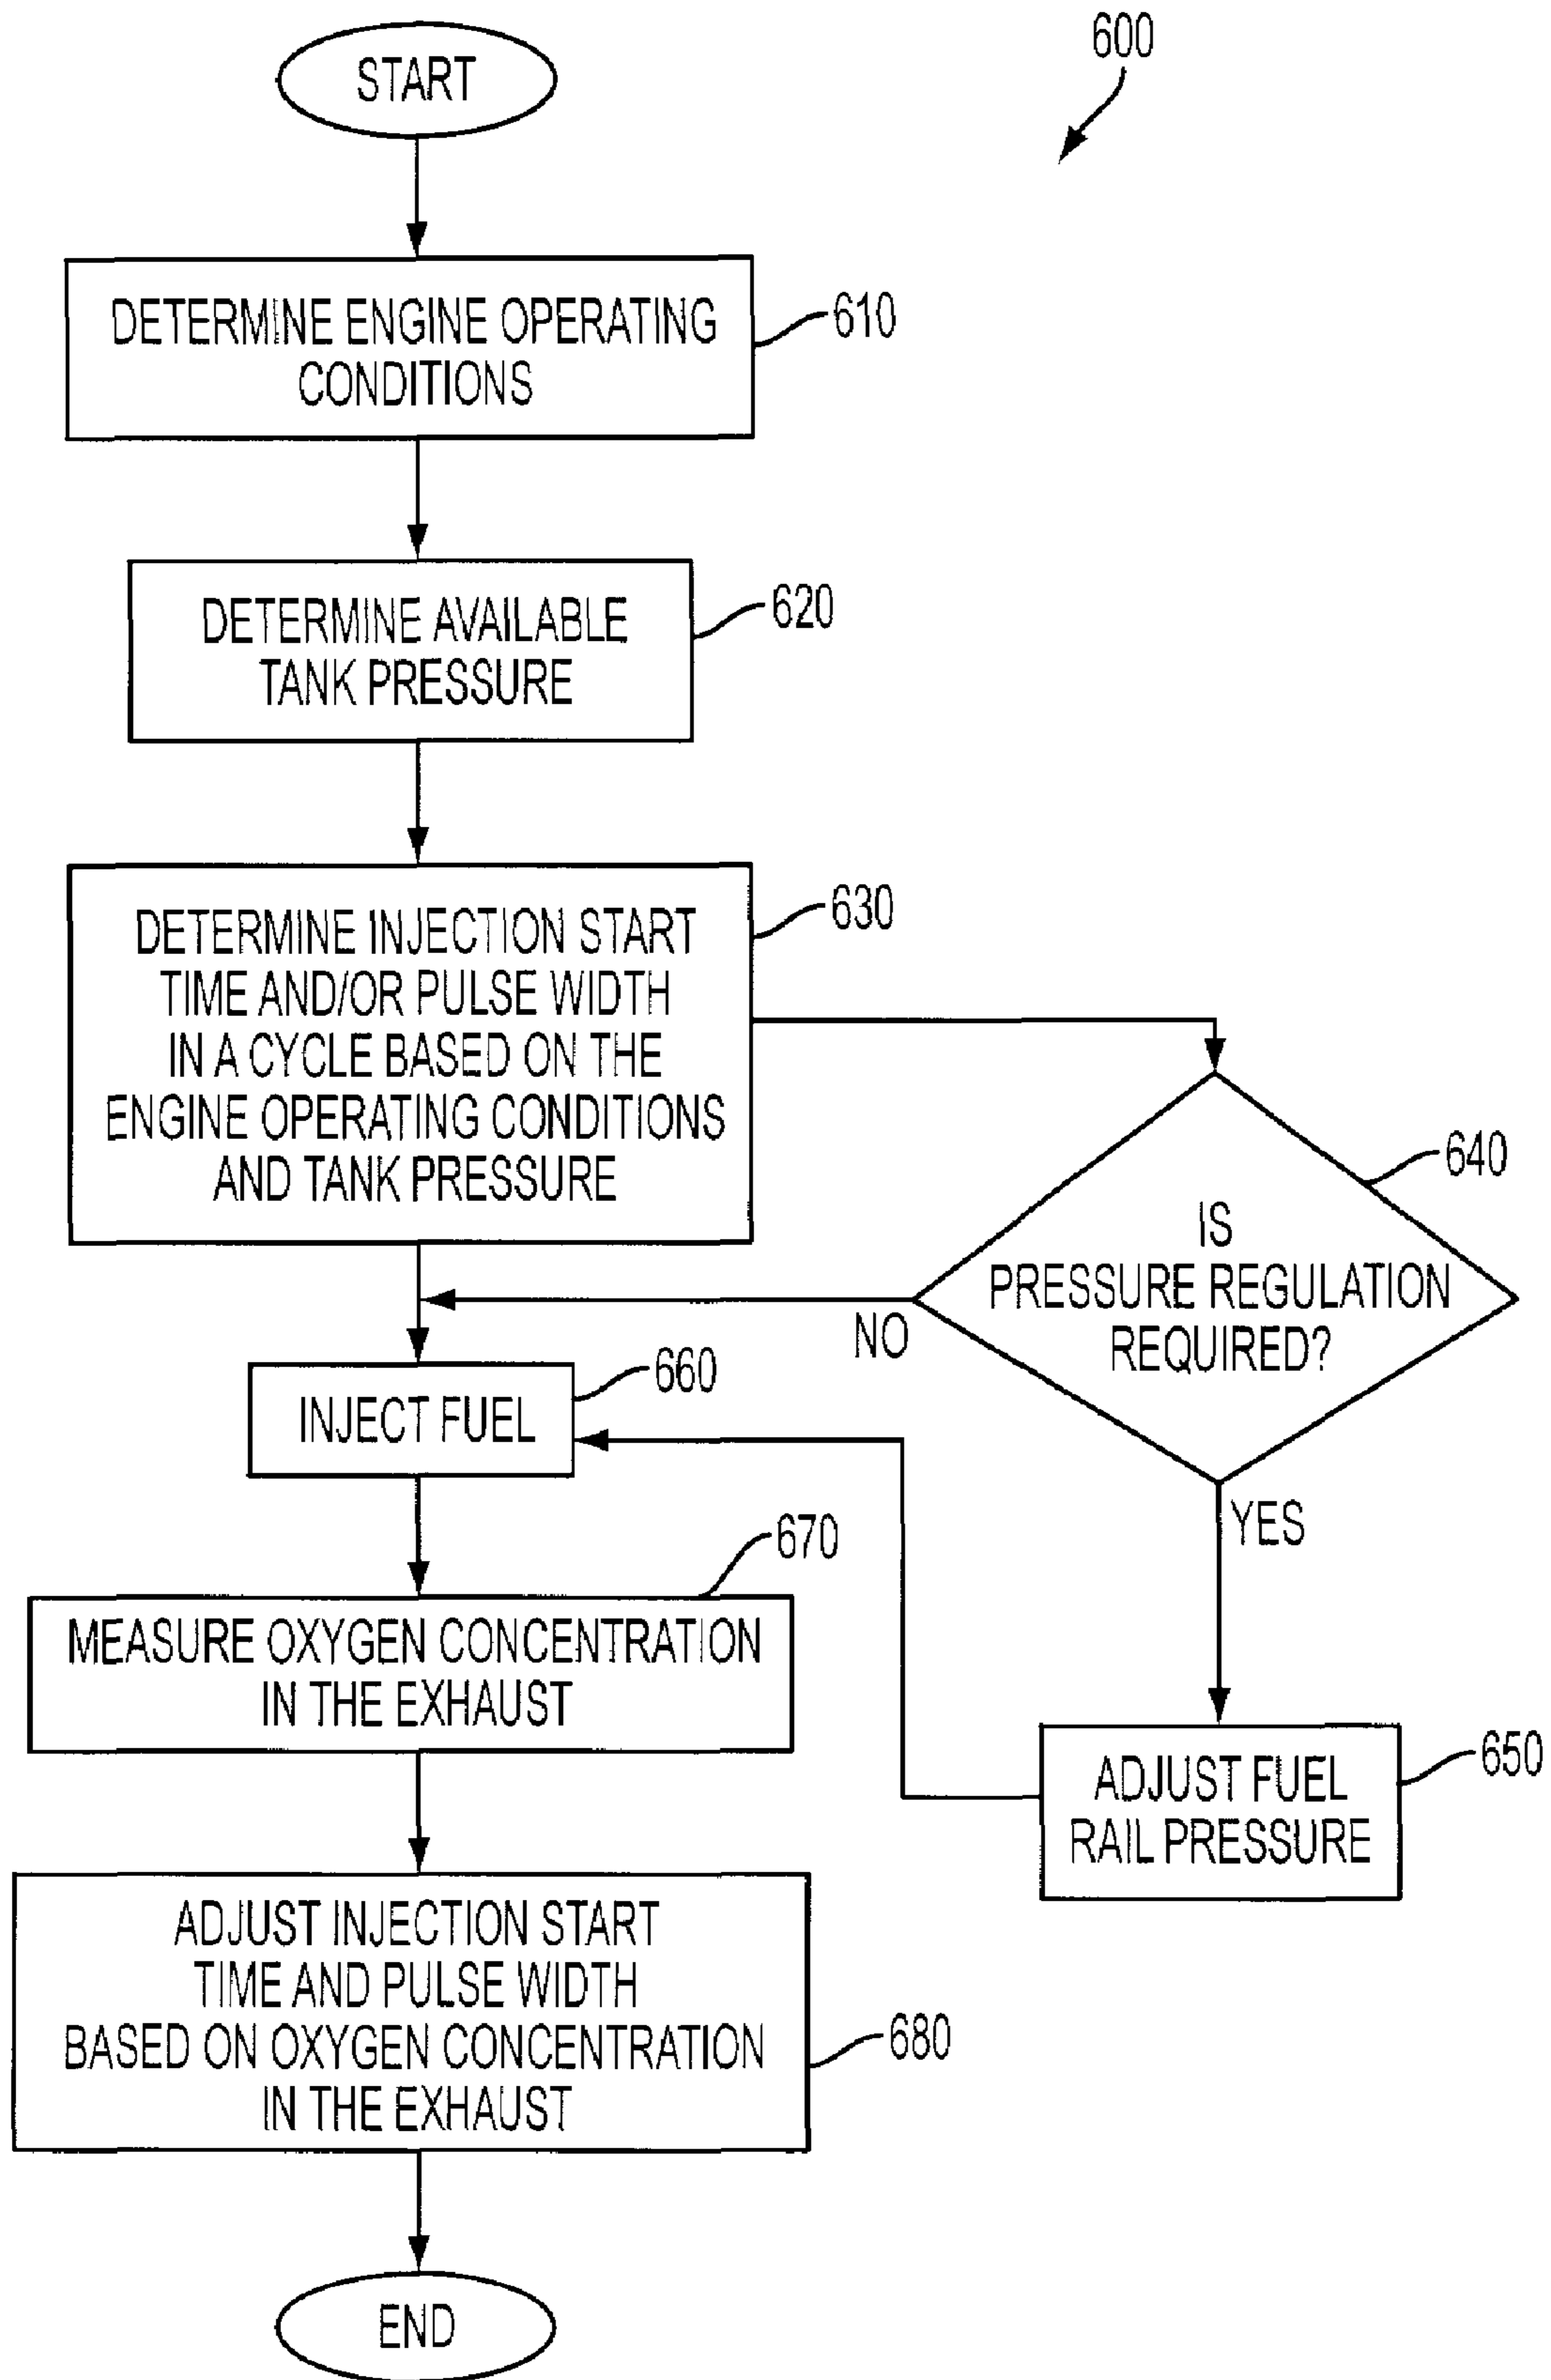 START
600
DETERMINE ENGINE OPERATING
CONDITIONS
610
DETERMINE AVAILABLE
TANK PRESSURE
620
DETERMINE INJECTION START
TIME AND/OR PULSE WIDTH
IN A CYCLE BASED ON THE
ENGINE OPERATING CONDITIONS
AND TANK PRESSURE
630
IS
PRESSURE REGULATION
REQUIRED?
640
NO
YES
INJECT FUEL
660
ADJUST FUEL
RAIL PRESSURE
650
MEASURE OXYGEN CONCENTRATION
IN THE EXHAUST
670
ADJUST INJECTION START
TIME AND PULSE WIDTH
BASED ON OXYGEN CONCENTRATION
IN THE EXHAUST
680
END